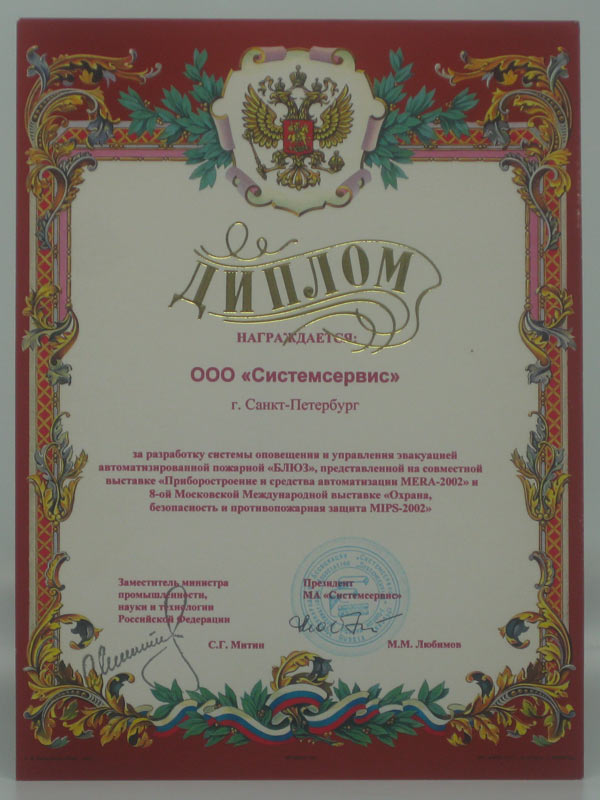 ДИПЛОМ
НАГРАЖДАЕТСЯ:
ООО «Системсервис»
г. Санкт-Петербург
за разработку системы оповещения и управления эвакуацией
автоматизированной пожарной «БЛЮЗ», представленной на совместной
выставке «Приборостроение и средства автоматизации MERA-2002» и
8-ой Московской Международной выставке «Охрана,
безопасность и противопожарная защита MIPS-2002»
Заместитель министра
промышленности,
науки и технологии
Российской Федерации
С.Г. Митин
Президент
МА «Системсервис»
М.М. Любимов